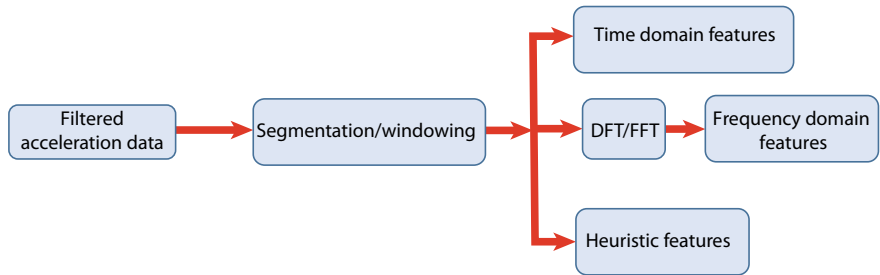 Time domain features
Filtered
acceleration data
Segmentation/windowing
DFT/FFT
Frequency domain
features
Heuristic features